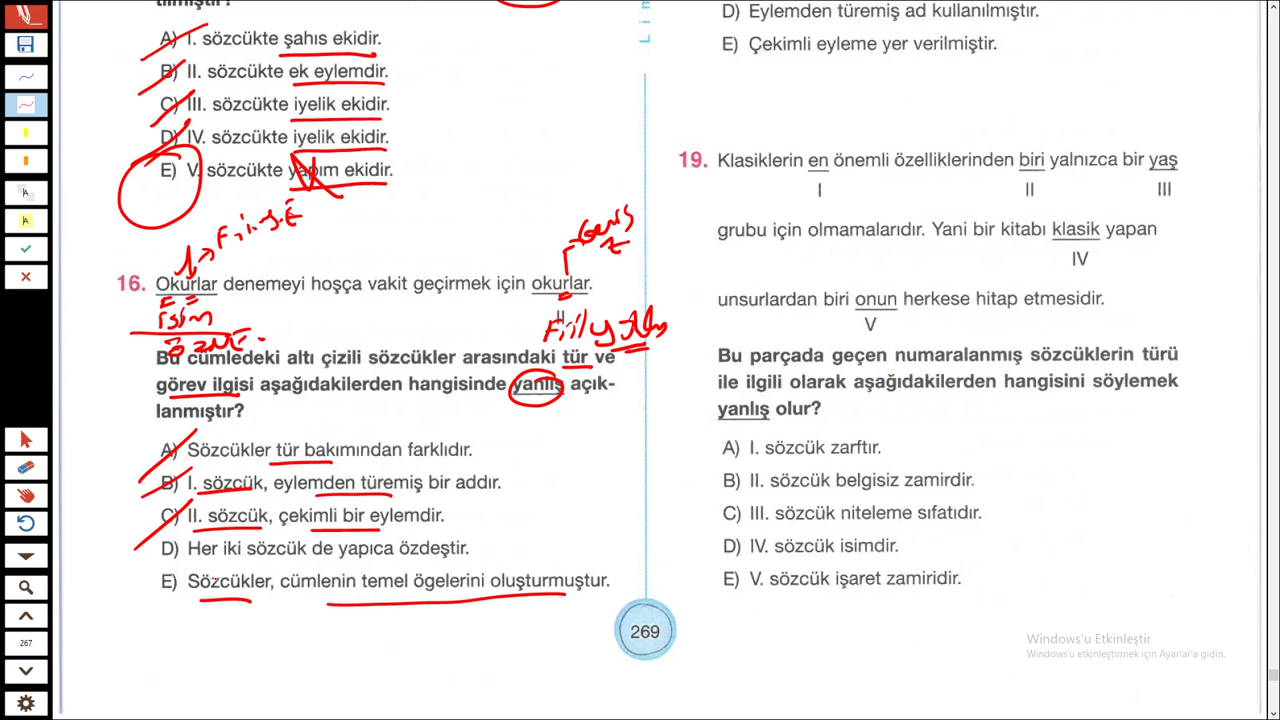 tilmiştir?
A) I. sözcükte şahıs ekidir.
B) II. sözcükte ek eylemdir.
C) III. sözcükte iyelik ekidir.
D) IV. sözcükte iyelik ekidir.
E) V. sözcükte yapım ekidir.
16. Okurlar denemeyi hoşça vakit geçirmek için okurlar.
II
isim
Bu cümledeki altı çizili sözcükler arasındaki tür ve
görev ilgisi aşağıdakilerden hangisinde yanlış açık-
lanmıştır?
A) Sözcükler tür bakımından farklıdır.
B) I. sözcük, eylemden türemiş bir addır.
C) II. sözcük, çekimli bir eylemdir.
D) Her iki sözcük de yapıca özdeştir.
E) Sözcükler, cümlenin temel ögelerini oluşturmuştur.
D) Eylemden türemiş ad kullanılmıştır.
E) Çekimli eyleme yer verilmiştir.
19. Klasiklerin en önemli özelliklerinden biri yalnızca bir yaş
I II III
grubu için olmamalarıdır. Yani bir kitabı klasik yapan
IV
unsurlardan biri onun herkese hitap etmesidir.
V
Bu parçada geçen numaralanmış sözcüklerin türü
ile ilgili olarak aşağıdakilerden hangisini söylemek
yanlış olur?
A) I. sözcük zarftır.
B) II. sözcük belgisiz zamirdir.
C) III. sözcük niteleme sıfatıdır.
D) IV. sözcük isimdir.
E) V. sözcük işaret zamiridir.
269
267
Windows'u Etkinleştir
Windows'u etkinleştirmek için Ayarlar'a gidin.